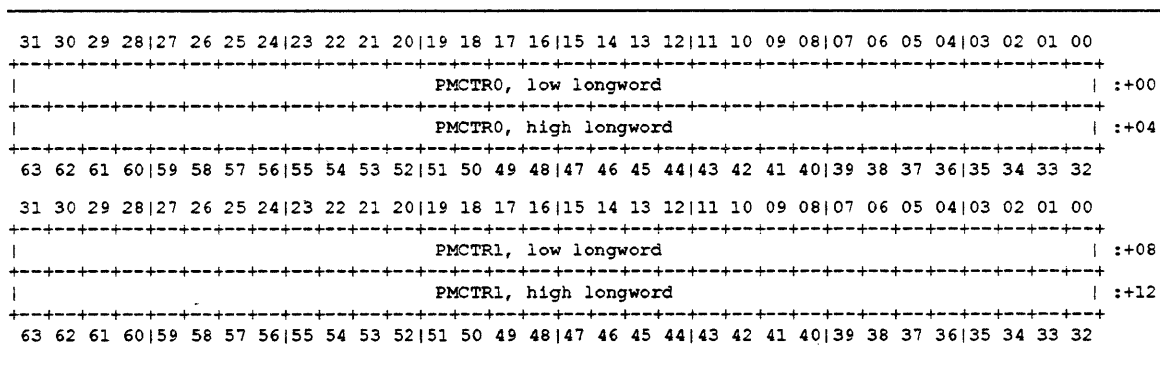 31 30 29 28|27 26 25 24|23 22 21 20|19 18 17 16|15 14 13 12|11 10 09 08|07 06 05 04|03 02 01 00
+--+--+--+--+--+--+--+--+--+--+--+--+--+--+--+--+--+--+--+--+--+--+--+--+--+--+--+--+--+--+--+--+
| PMCTR0, low longword | :+00
+--+--+--+--+--+--+--+--+--+--+--+--+--+--+--+--+--+--+--+--+--+--+--+--+--+--+--+--+--+--+--+--+
| PMCTR0, high longword | :+04
+--+--+--+--+--+--+--+--+--+--+--+--+--+--+--+--+--+--+--+--+--+--+--+--+--+--+--+--+--+--+--+--+
63 62 61 60|59 58 57 56|55 54 53 52|51 50 49 48|47 46 45 44|43 42 41 40|39 38 37 36|35 34 33 32
31 30 29 28|27 26 25 24|23 22 21 20|19 18 17 16|15 14 13 12|11 10 09 08|07 06 05 04|03 02 01 00
+--+--+--+--+--+--+--+--+--+--+--+--+--+--+--+--+--+--+--+--+--+--+--+--+--+--+--+--+--+--+--+--+
| PMCTR1, low longword | :+08
+--+--+--+--+--+--+--+--+--+--+--+--+--+--+--+--+--+--+--+--+--+--+--+--+--+--+--+--+--+--+--+--+
| PMCTR1, high longword | :+12
+--+--+--+--+--+--+--+--+--+--+--+--+--+--+--+--+--+--+--+--+--+--+--+--+--+--+--+--+--+--+--+--+
63 62 61 60|59 58 57 56|55 54 53 52|51 50 49 48|47 46 45 44|43 42 41 40|39 38 37 36|35 34 33 32